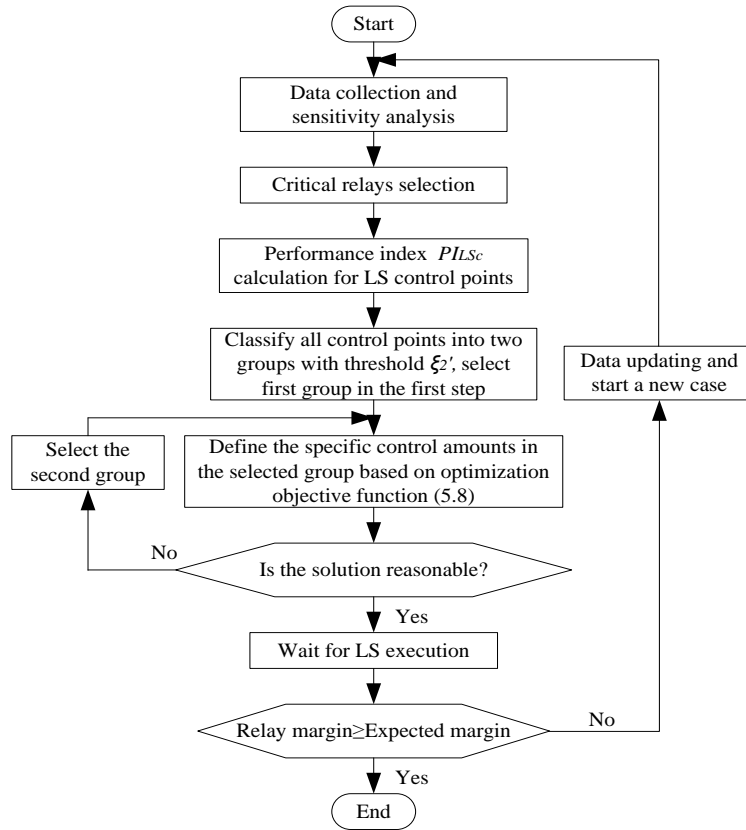 Start
Data collection and
sensitivity analysis
Critical relays selection
Performance index PILSc
calculation for LS control points
Classify all control points into two
groups with threshold ξ2', select
first group in the first step
Data updating and
start a new case
Select the
second group
Define the specific control amounts in
the selected group based on optimization
objective function (5.8)
No
Is the solution reasonable?
Yes
Wait for LS execution
Relay margin≥Expected margin
No
Yes
End